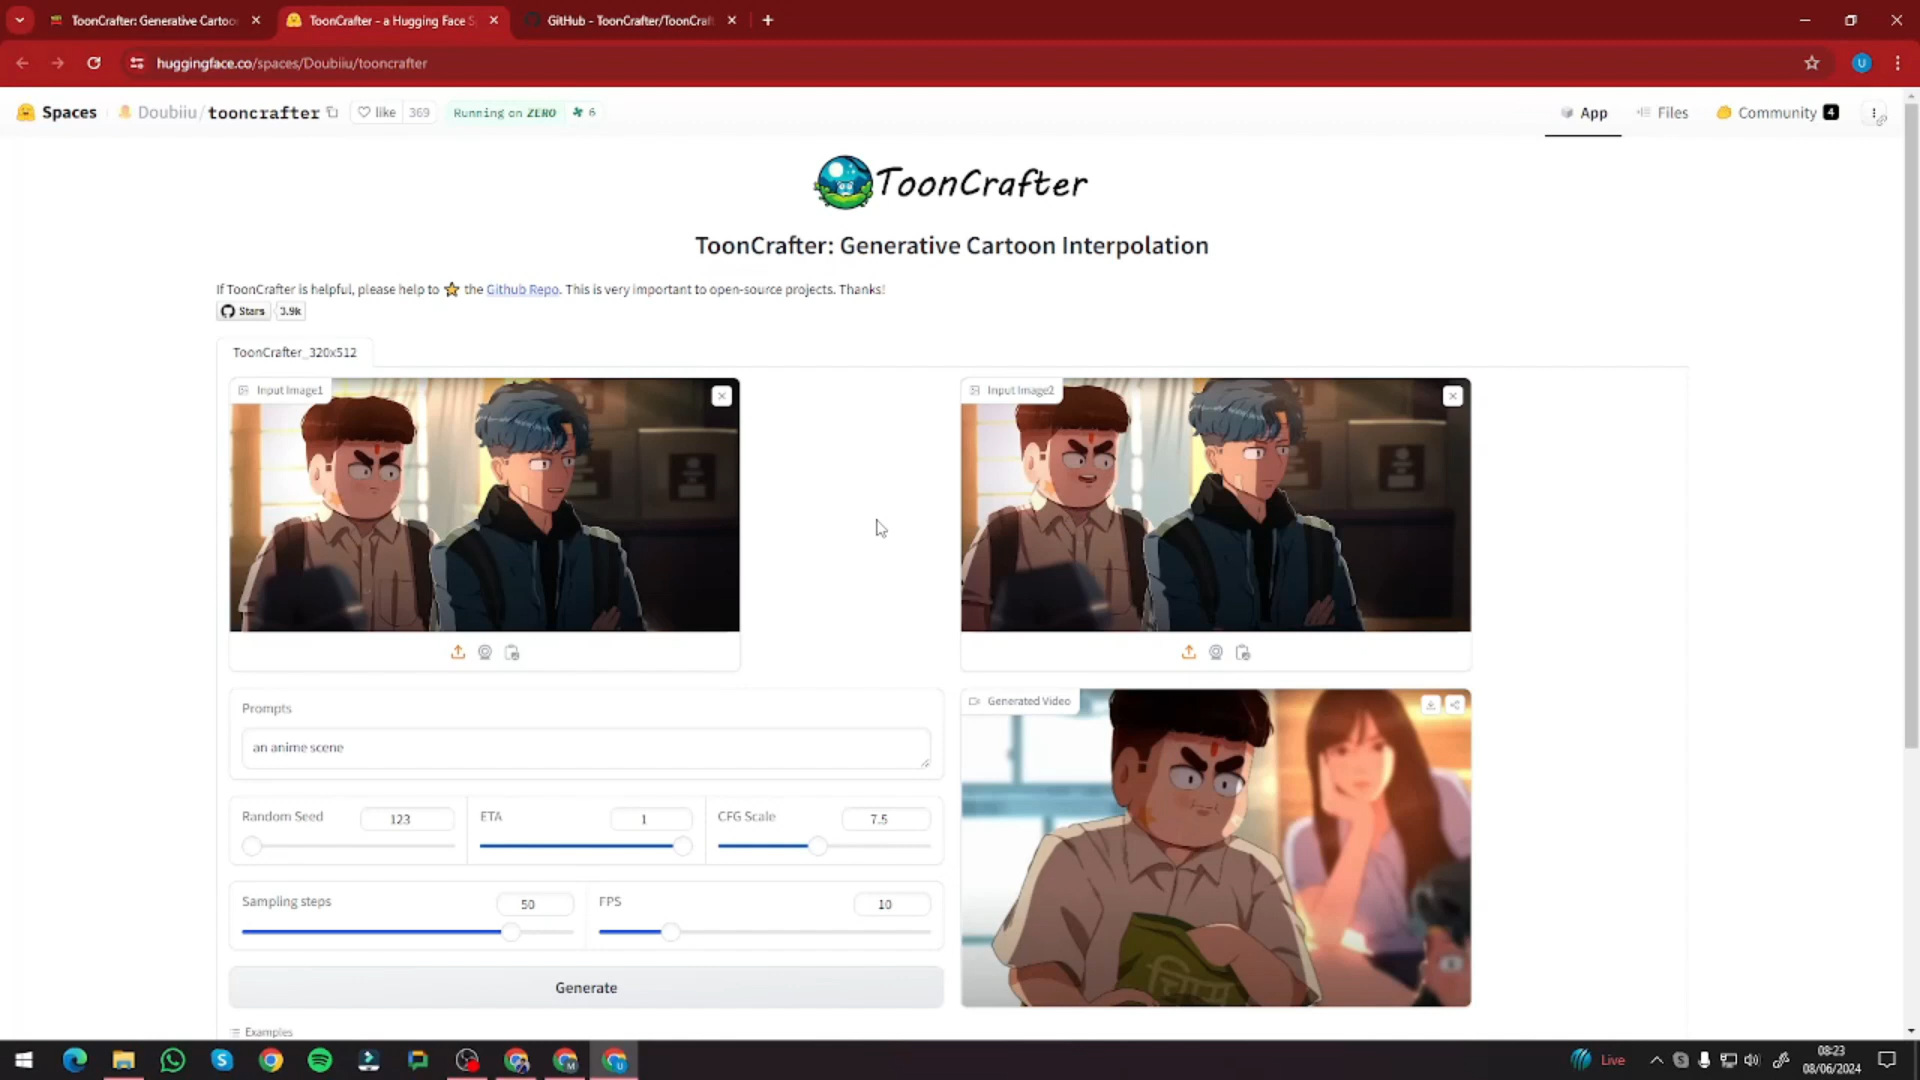 ToonCrafter: Generative Cartoo
ToonCrafter - a Hugging Face S
GitHub - ToonCrafter/ToonCraft
huggingface.co/spaces/Doubiiu/tooncrafter
Spaces
Doubiiu/tooncrafter
like 369
Running on ZERO
6
App
Files
Community 4
ToonCrafter
ToonCrafter: Generative Cartoon Interpolation
If ToonCrafter is helpful, please help to ⭐ the Github Repo. This is very important to open-source projects. Thanks!
Stars 3.9k
ToonCrafter_320x512
Input Image1
Input Image2
Prompts
an anime scene
Generated Video
चिप्स
Random Seed 123
ETA 1
CFG Scale 7.5
Sampling steps 50
FPS 10
Generate
Examples
Live
08:23
08/06/2024